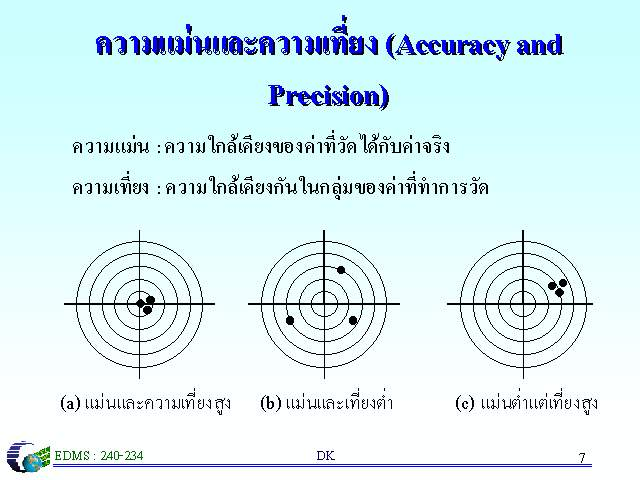 ความแม่นและความเที่ยง (Accuracy and
Precision)
ความแม่น : ความใกล้เคียงของค่าที่วัดได้กับค่าจริง
ความเที่ยง : ความใกล้เคียงกันในกลุ่มของค่าที่ทำการวัด
(a) แม่นและความเที่ยงสูง
(b) แม่นและเที่ยงต่ำ
(c) แม่นต่ำแต่เที่ยงสูง
EDMS : 240-234
DK
7